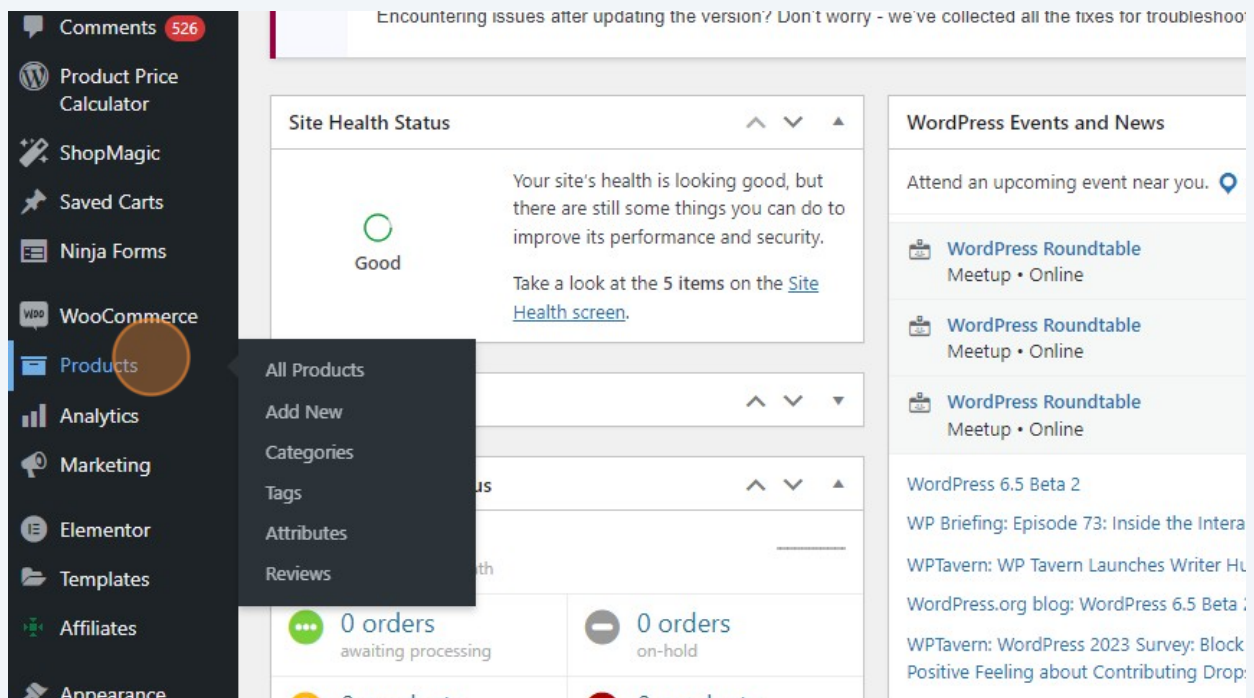 Encountering issues after updating the version? Don't worry - we've collected all the fixes for troubleshoot
Comments 526
Product Price
Calculator
ShopMagic
Saved Carts
Ninja Forms
WOO WooCommerce
Products
Analytics
Marketing
Elementor
Templates
Affiliates
Appearance
All Products
Add New
Categories
Tags
Attributes
Reviews
Site Health Status
Good
Your site's health is looking good, but
there are still some things you can do to
improve its performance and security.
Take a look at the 5 items on the Site
Health screen.
us
nth
0 orders
awaiting processing
0 orders
on-hold
WordPress Events and News
Attend an upcoming event near you.
WordPress Roundtable
Meetup • Online
WordPress Roundtable
Meetup • Online
WordPress Roundtable
Meetup • Online
WordPress 6.5 Beta 2
WP Briefing: Episode 73: Inside the Intera
WPTavern: WP Tavern Launches Writer Hu
WordPress.org blog: WordPress 6.5 Beta
WPTavern: WordPress 2023 Survey: Block
Positive Feeling about Contributing Drop